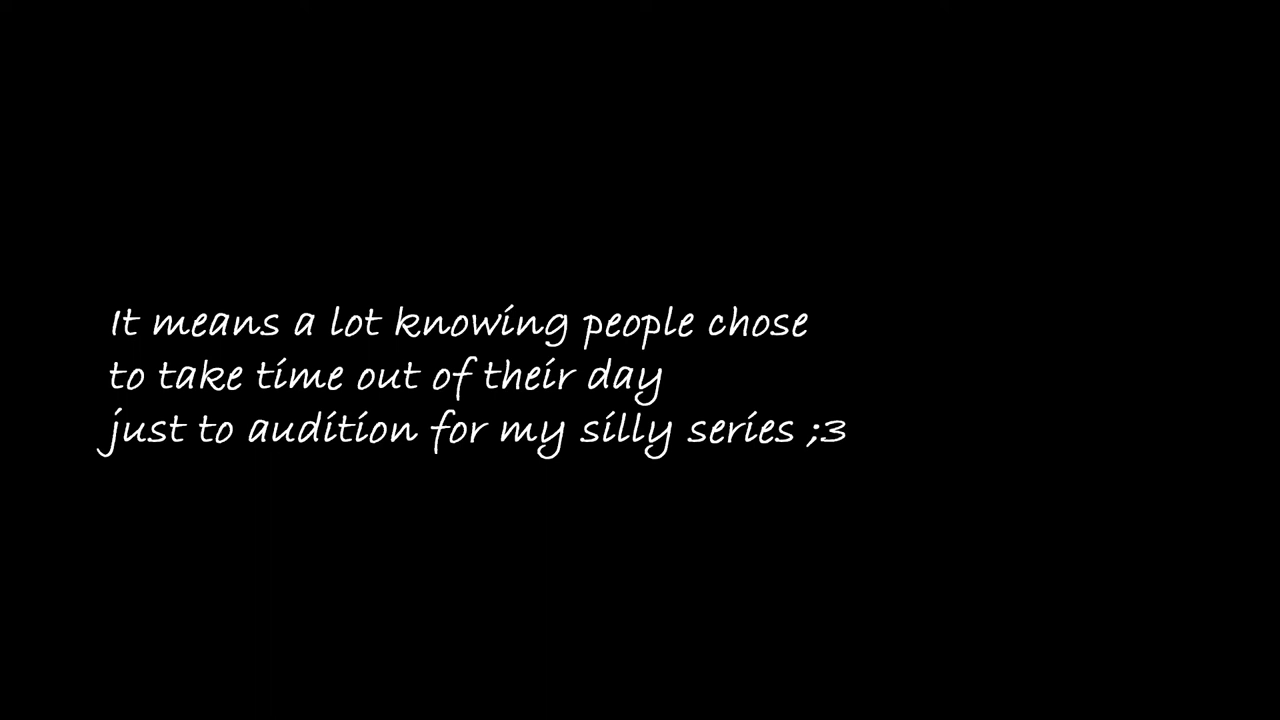 It means a lot knowing people chose
to take time out of their day
just to audition for my silly series ;3